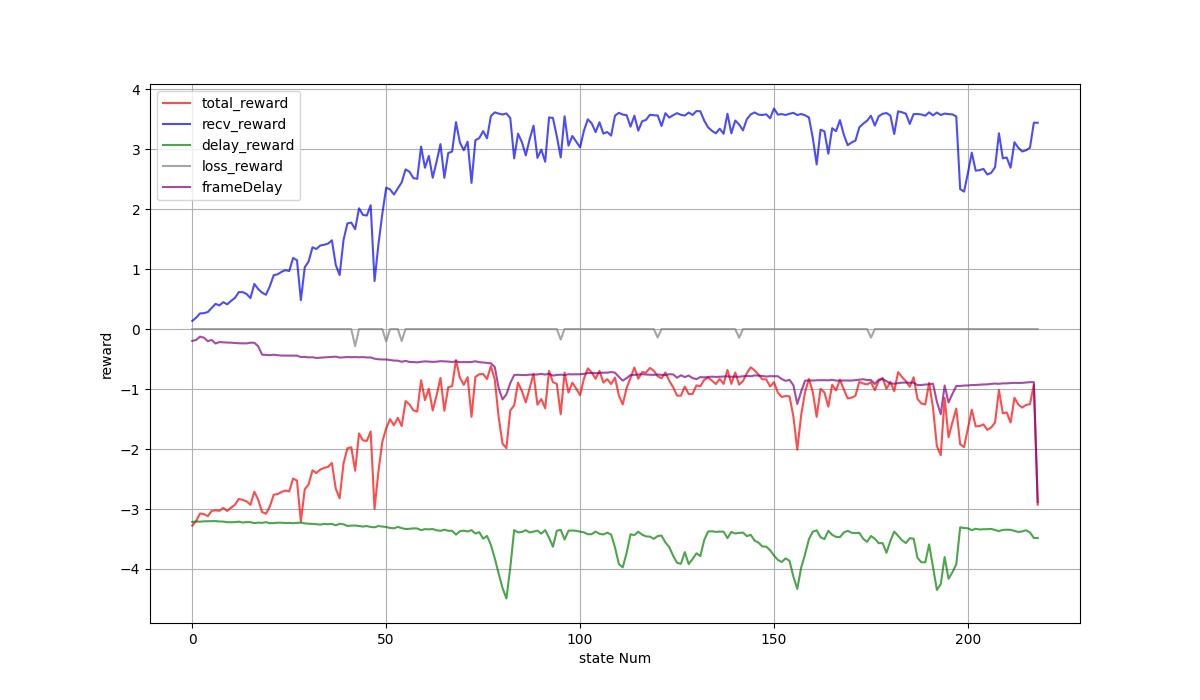 total_reward
recv_reward
delay_reward
loss_reward
frameDelay
4
3
2
1
0
−1
−2
−3
−4
reward
0 50 100 150 200
state Num